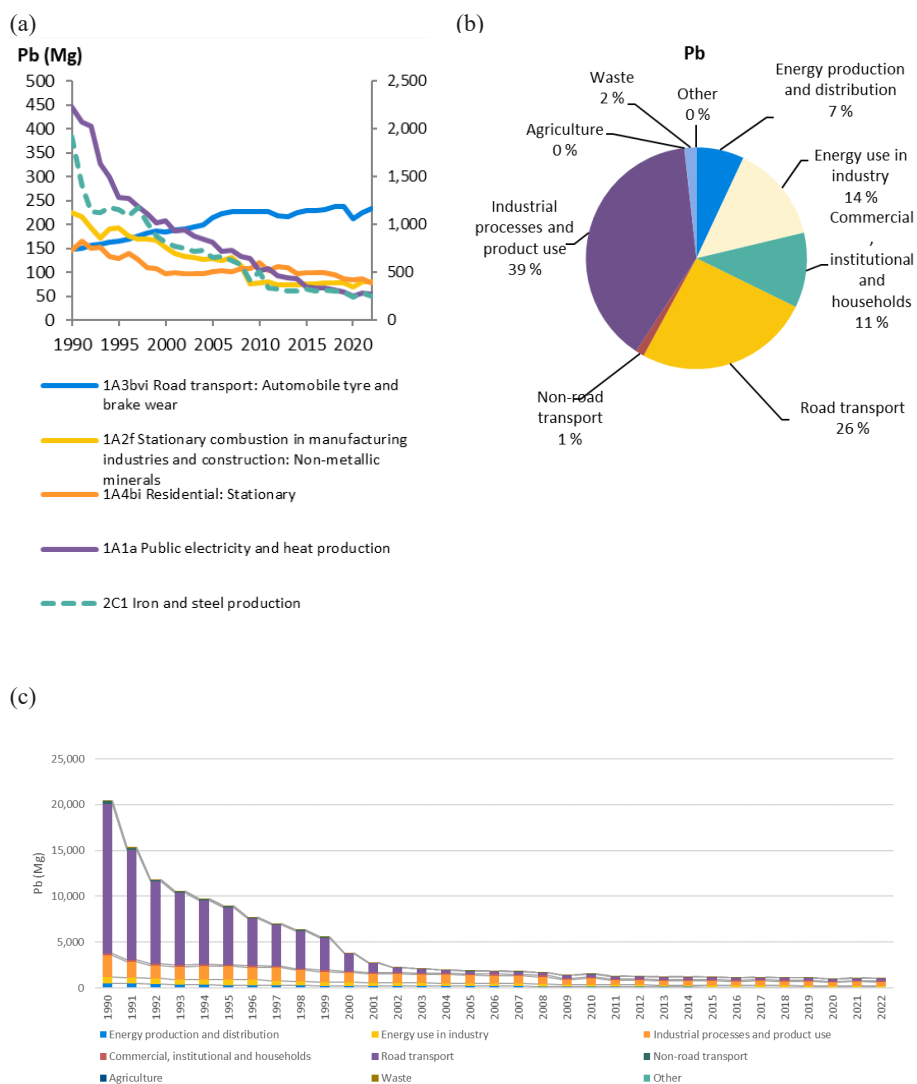 (a)
Pb (Mg)
500
450
400
350
300
250
200
150
100
50
0
2,500
2,000
1,500
1,000
500
0
1990
1995
2000
2005
2010
2015
2020
1A3bvi Road transport: Automobile tyre and
brake wear
1A2f Stationary combustion in manufacturing
industries and construction: Non-metallic
minerals
1A4bi Residential: Stationary
1A1a Public electricity and heat production
2C1 Iron and steel production
(b)
Pb
Waste
2 %
Other
0 %
Energy production
and distribution
7 %
Agriculture
0 %
Energy use in
industry
14 %
Commercial
,
institutional
and
households
11 %
Industrial
processes and
product use
39 %
Non-road
transport
1 %
Road transport
26 %
(c)
Pb (Mg)
25,000
20,000
15,000
10,000
5,000
0
1990
1991
1992
1993
1994
1995
1996
1997
1998
1999
2000
2001
2002
2003
2004
2005
2006
2007
2008
2009
2010
2011
2012
2013
2014
2015
2016
2017
2018
2019
2020
2021
2022
Energy production and distribution
Energy use in industry
Industrial processes and product use
Commercial, institutional and households
Road transport
Non-road transport
Agriculture
Waste
Other